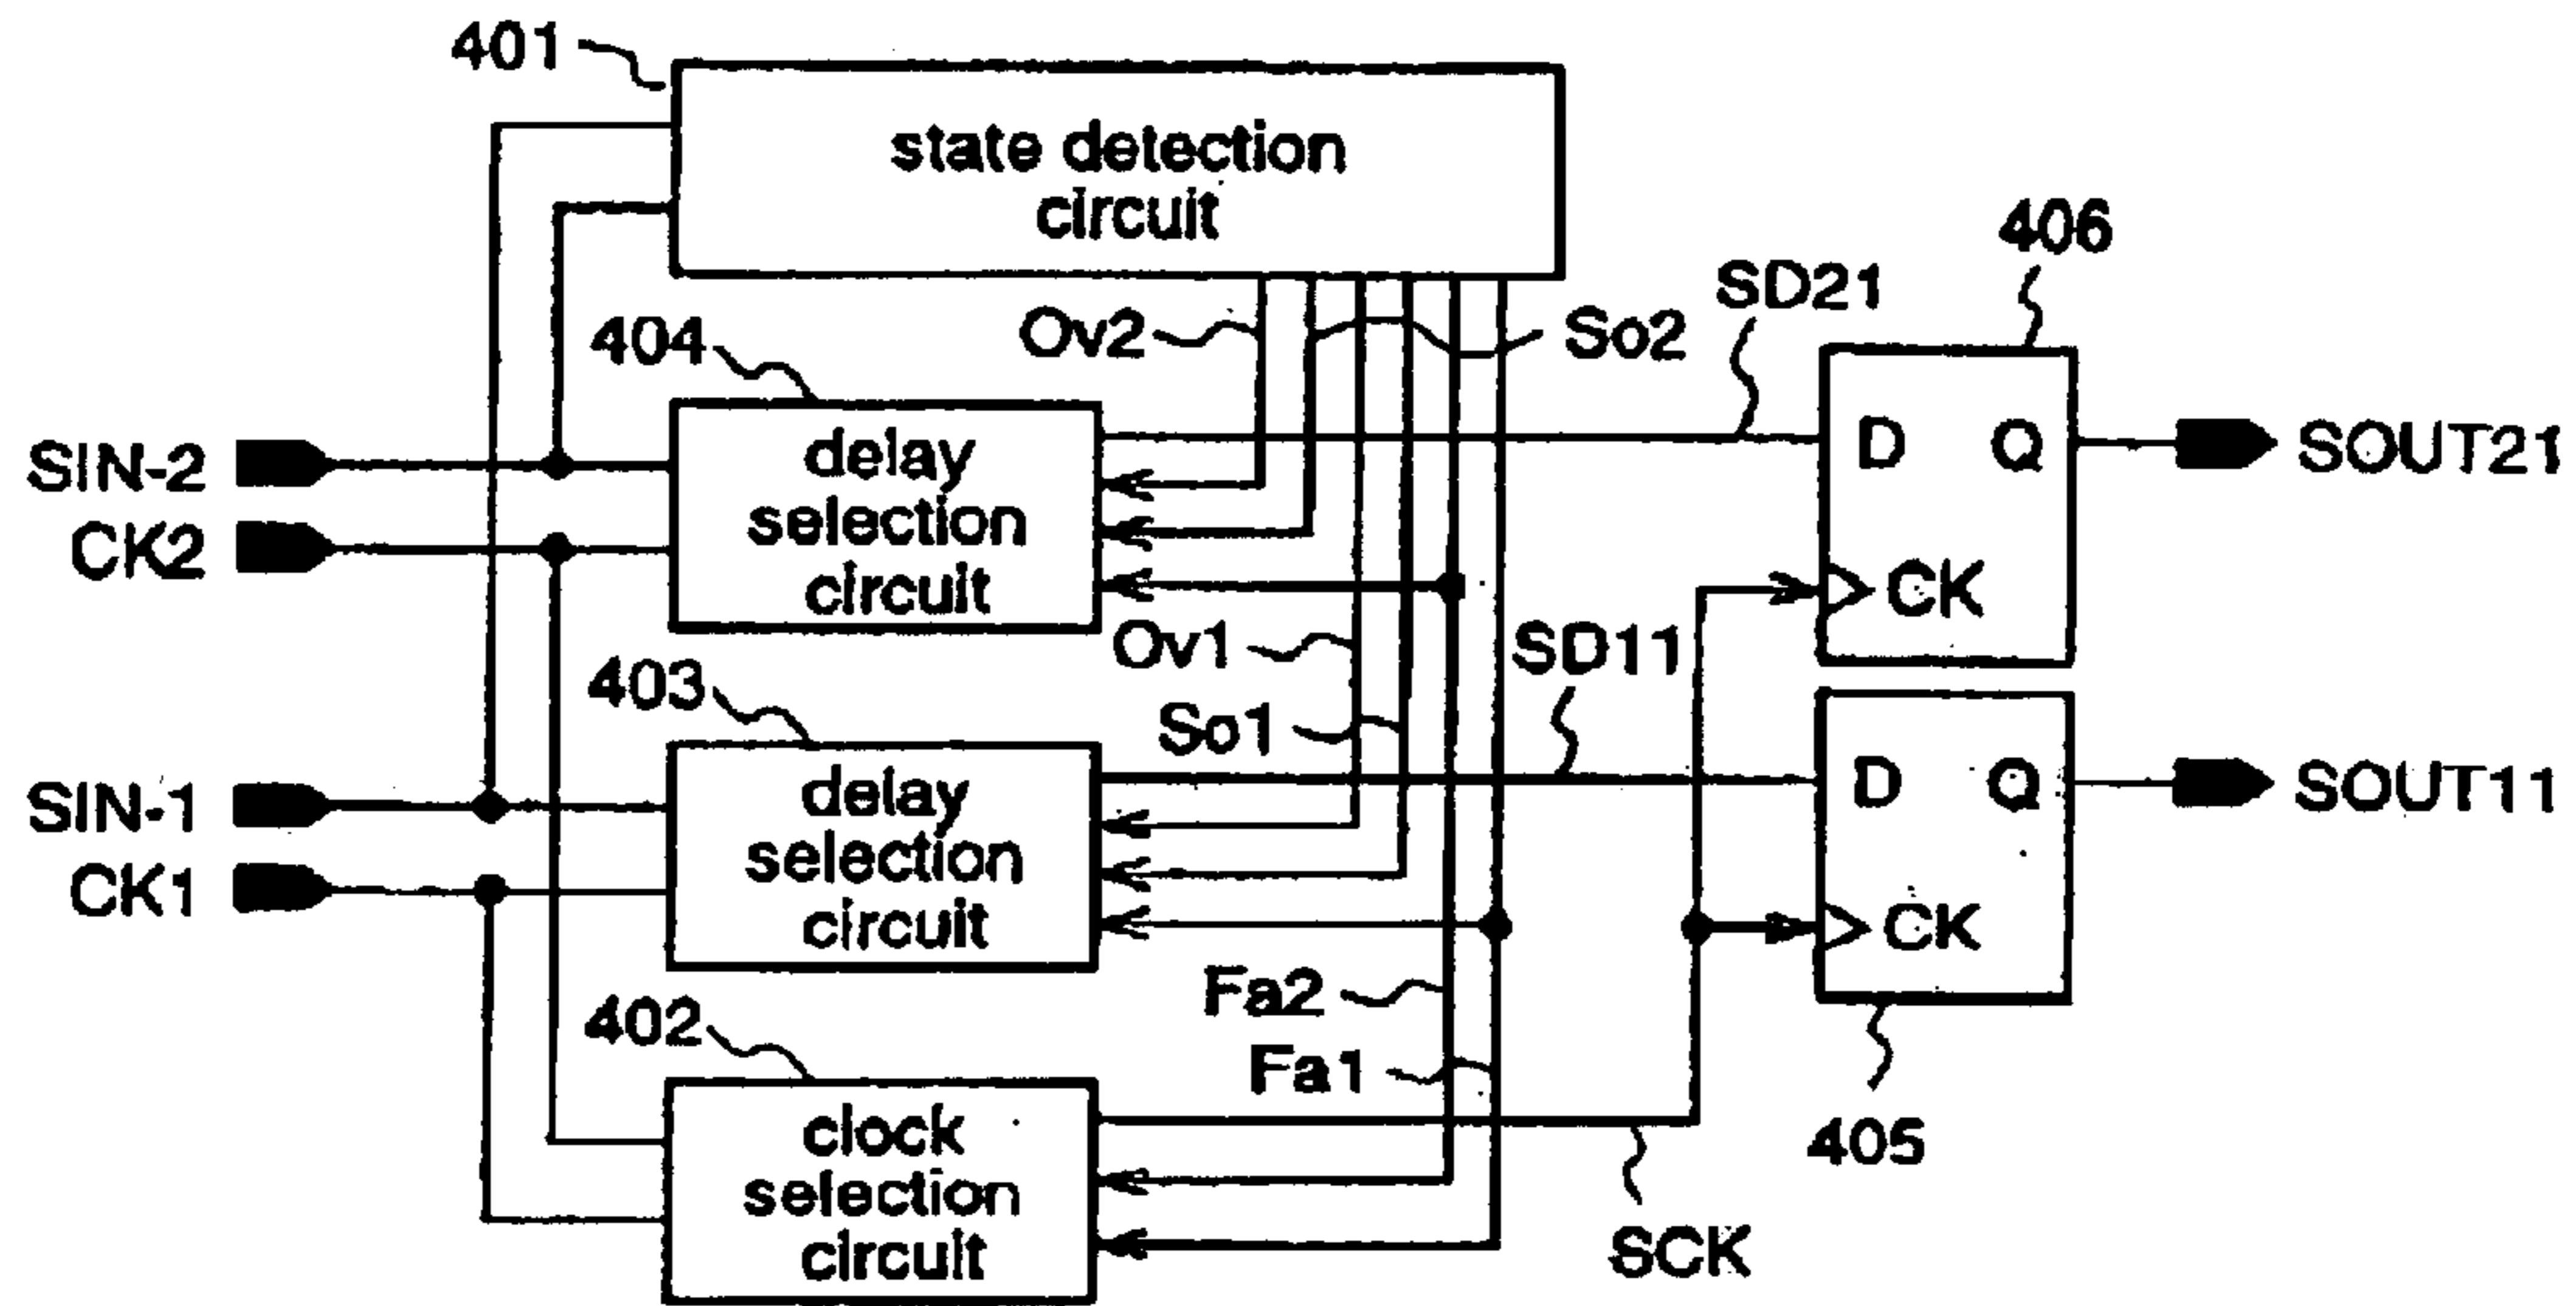 401
state detection
circuit
406
SD21
Ov2
So2
404
SIN-2
CK2
delay
selection
circuit
D Q
CK
SOUT21
Ov1
SD11
403
So1
SIN-1
CK1
delay
selection
circuit
D Q
CK
SOUT11
Fa2
402
Fa1
clock
selection
circuit
405
SCK